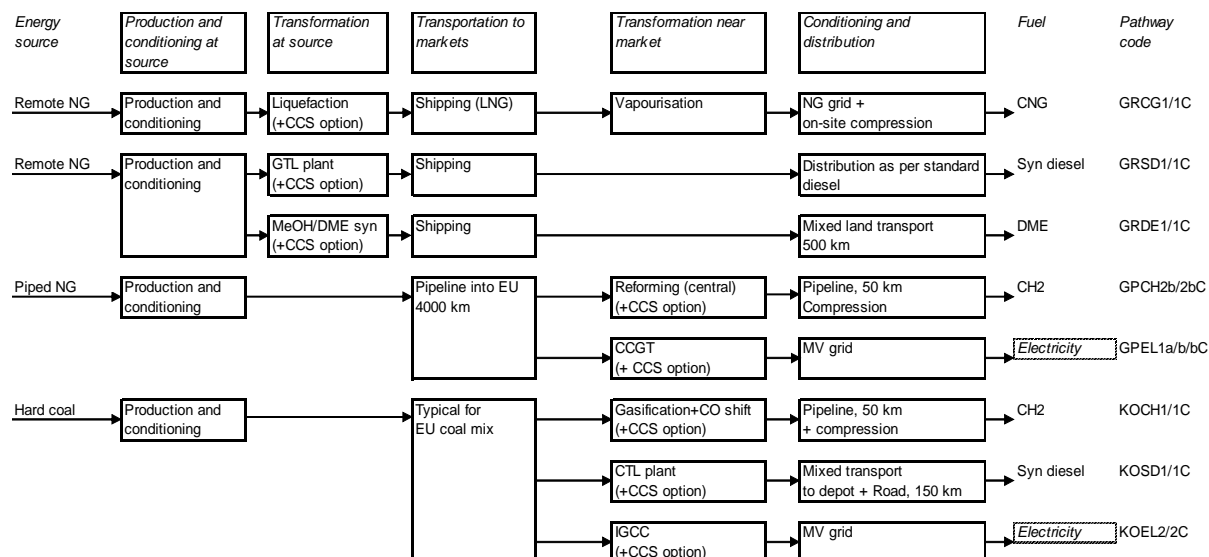 Energy source
Production and conditioning at source
Transformation at source
Transportation to markets
Transformation near market
Conditioning and distribution
Fuel
Pathway code
Remote NG
Production and conditioning
Liquefaction (+CCS option)
Shipping (LNG)
Vapourisation
NG grid + on-site compression
CNG
GRCG1/1C
Remote NG
Production and conditioning
GTL plant (+CCS option)
Shipping
Distribution as per standard diesel
Syn diesel
GRSD1/1C
MeOH/DME syn (+CCS option)
Shipping
Mixed land transport 500 km
DME
GRDE1/1C
Piped NG
Production and conditioning
Pipeline into EU 4000 km
Reforming (central) (+CCS option)
Pipeline, 50 km Compression
CH2
GPCH2b/2bC
CCGT (+ CCS option)
MV grid
Electricity
GPEL1a/b/bC
Hard coal
Production and conditioning
Typical for EU coal mix
Gasification+CO shift (+CCS option)
Pipeline, 50 km + compression
CH2
KOCH1/1C
CTL plant (+CCS option)
Mixed transport to depot + Road, 150 km
Syn diesel
KOSD1/1C
IGCC (+CCS option)
MV grid
Electricity
KOEL2/2C